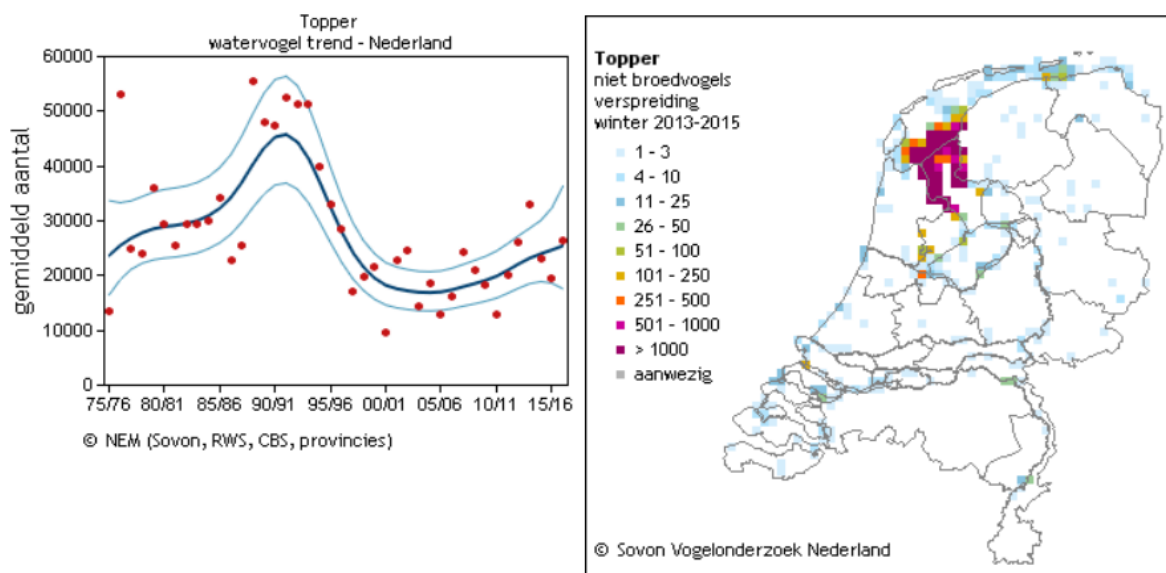 Topper
watervogel trend - Nederland
gemiddeld aantal
60000
50000
40000
30000
20000
10000
0
75/76 80/81 85/86 90/91 95/96 00/01 05/06 10/11 15/16
© NEM (Sovon, RWS, CBS, provincies)
Topper
niet broedvogels
verspreiding
winter 2013-2015
1 - 3
4 - 10
11 - 25
26 - 50
51 - 100
101 - 250
251 - 500
501 - 1000
> 1000
aanwezig
© Sovon Vogelonderzoek Nederland